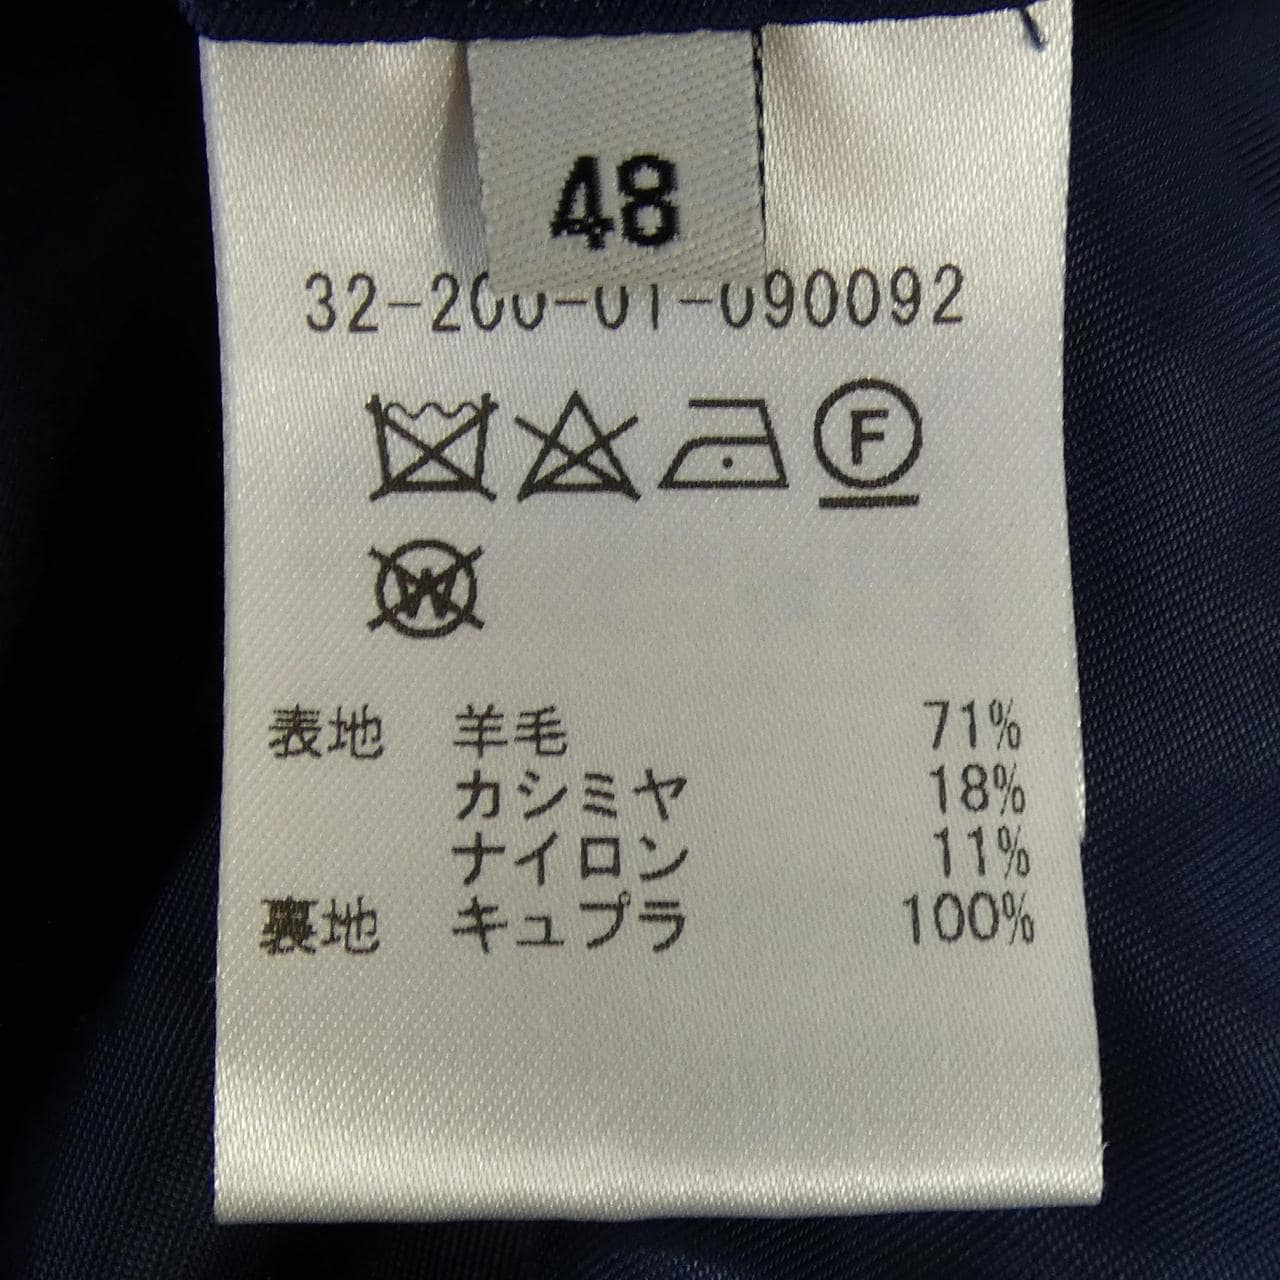 48
32-200-01-090092
F
W
表地 羊毛 71%
カシミヤ 18%
ナイロン 11%
裏地 キュプラ 100%